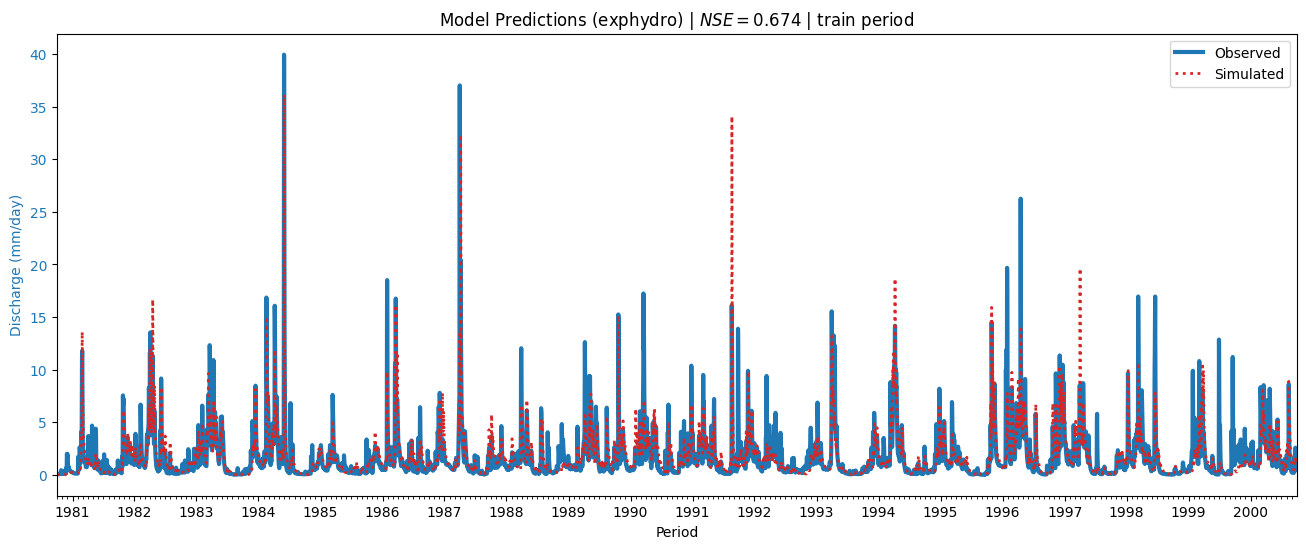 Model Predictions (exphydro) | NSE = 0.674 | train period
Observed
Simulated
Discharge (mm/day)
40
35
30
25
20
15
10
5
0
1981 1982 1983 1984 1985 1986 1987 1988 1989 1990 1991 1992 1993 1994 1995 1996 1997 1998 1999 2000
Period